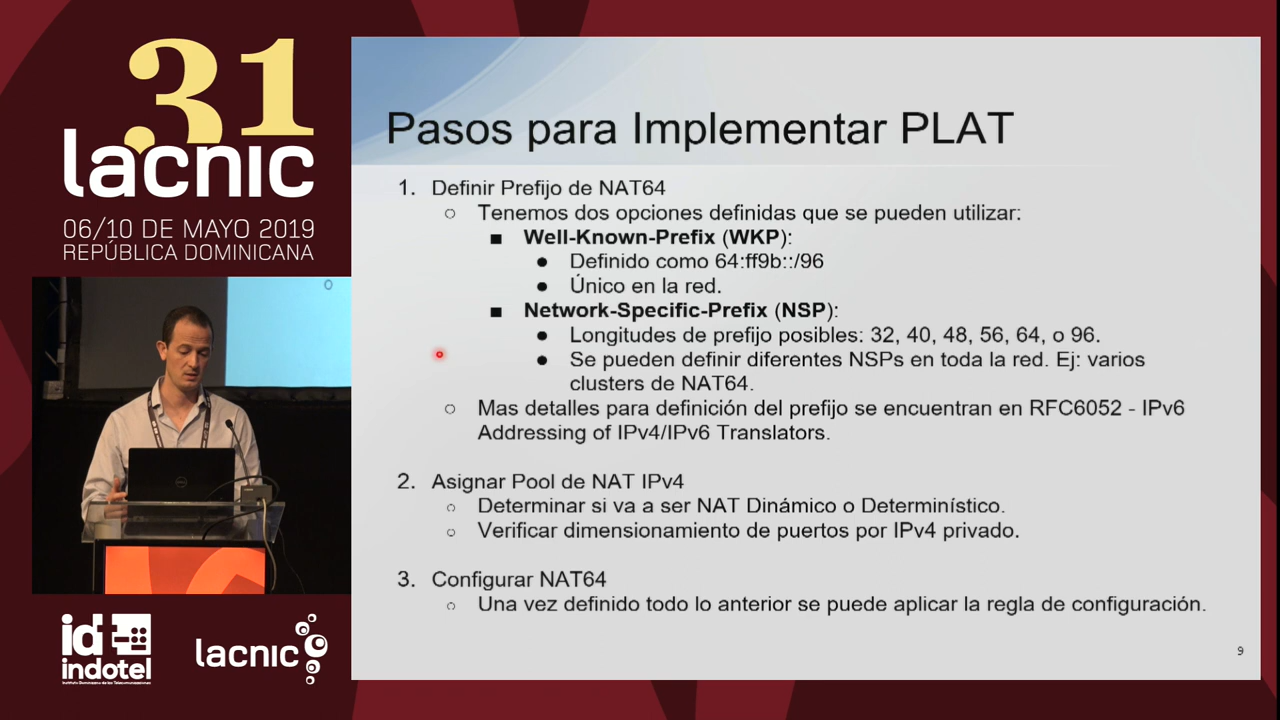 31
lacnic
06/10 DE MAYO 2019
REPÚBLICA DOMINICANA
Pasos para Implementar PLAT
1. Definir Prefijo de NAT64
○ Tenemos dos opciones definidas que se pueden utilizar:
■ Well-Known-Prefix (WKP):
● Definido como 64:ff9b::/96
● Único en la red.
■ Network-Specific-Prefix (NSP):
● Longitudes de prefijo posibles: 32, 40, 48, 56, 64, o 96.
● Se pueden definir diferentes NSPs en toda la red. Ej: varios
clusters de NAT64.
○ Mas detalles para definición del prefijo se encuentran en RFC6052 - IPv6
Addressing of IPv4/IPv6 Translators.
2. Asignar Pool de NAT IPv4
○ Determinar si va a ser NAT Dinámico o Determinístico.
○ Verificar dimensionamiento de puertos por IPv4 privado.
3. Configurar NAT64
○ Una vez definido todo lo anterior se puede aplicar la regla de configuración.
9
DELL
id
indotel
Instituto Dominicano de las Telecomunicaciones
lacnic